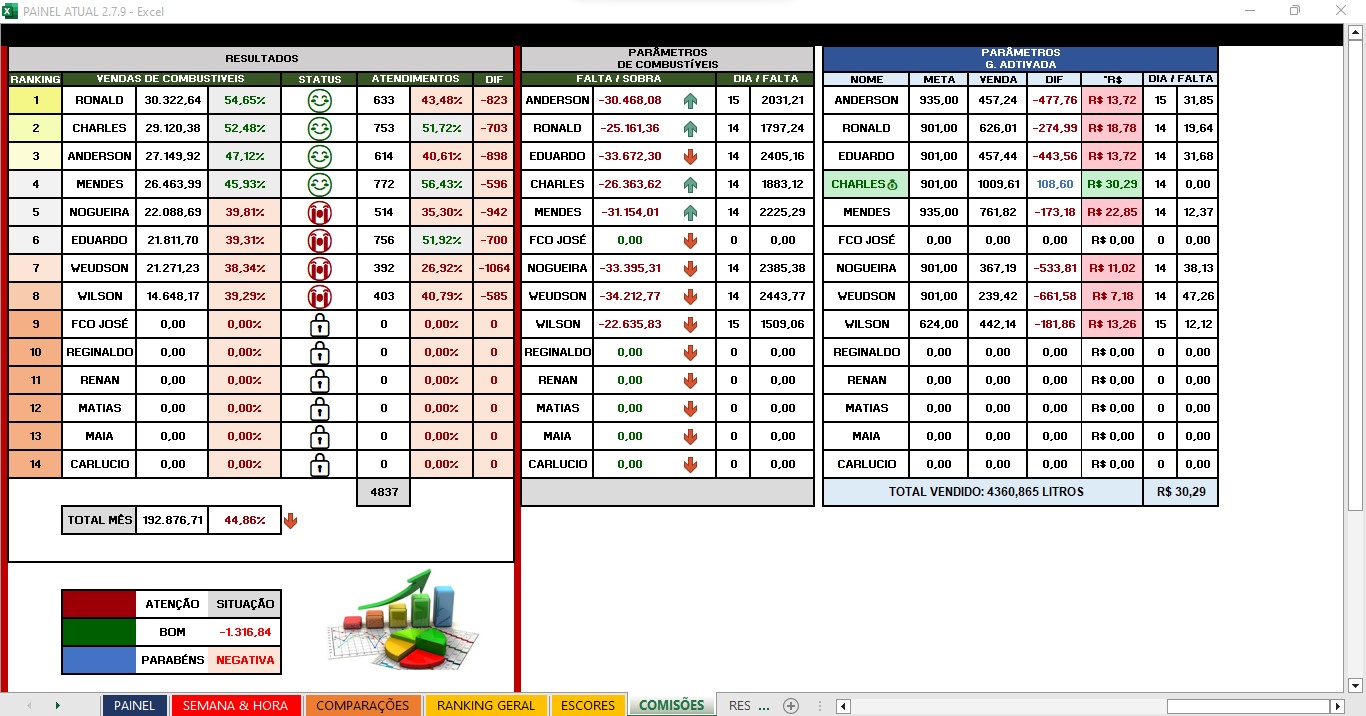 PAINEL ATUAL 2.7.9 - Excel
RESULTADOS
PARÂMETROS
DE COMBUSTÍVEIS
PARÂMETROS
G. ADTIVADA
RANKING VENDAS DE COMBUSTIVEIS STATUS ATENDIMENTOS DIF FALTA / SOBRA DIA / FALTA NOME META VENDA DIF "R$ DIA / FALTA
1 RONALD 30.322,64 54,65% 633 43,48% -823 ANDERSON -30.468,08 15 2031,21 ANDERSON 935,00 457,24 -477,76 R$ 13,72 15 31,85
2 CHARLES 29.120,38 52,48% 753 51,72% -703 RONALD -25.161,36 14 1797,24 RONALD 901,00 626,01 -274,99 R$ 18,78 14 19,64
3 ANDERSON 27.149,92 47,12% 614 40,61% -898 EDUARDO -33.672,30 14 2405,16 EDUARDO 901,00 457,44 -443,56 R$ 13,72 14 31,68
4 MENDES 26.463,99 45,93% 772 56,43% -596 CHARLES -26.363,62 14 1883,12 CHARLES 901,00 1009,61 108,60 R$ 30,29 14 0,00
5 NOGUEIRA 22.088,69 39,81% 514 35,30% -942 MENDES -31.154,01 14 2225,29 MENDES 935,00 761,82 -173,18 R$ 22,85 14 12,37
6 EDUARDO 21.811,70 39,31% 756 51,92% -700 FCO JOSÉ 0,00 0 0,00 FCO JOSÉ 0,00 0,00 0,00 R$ 0,00 0 0,00
7 WEUDSON 21.271,23 38,34% 392 26,92% -1064 NOGUEIRA -33.395,31 14 2385,38 NOGUEIRA 901,00 367,19 -533,81 R$ 11,02 14 38,13
8 WILSON 14.648,17 39,29% 403 40,79% -585 WEUDSON -34.212,77 14 2443,77 WEUDSON 901,00 239,42 -661,58 R$ 7,18 14 47,26
9 FCO JOSÉ 0,00 0,00% 0 0,00% 0 WILSON -22.635,83 15 1509,06 WILSON 624,00 442,14 -181,86 R$ 13,26 15 12,12
10 REGINALDO 0,00 0,00% 0 0,00% 0 REGINALDO 0,00 0 0,00 REGINALDO 0,00 0,00 0,00 R$ 0,00 0 0,00
11 RENAN 0,00 0,00% 0 0,00% 0 RENAN 0,00 0 0,00 RENAN 0,00 0,00 0,00 R$ 0,00 0 0,00
12 MATIAS 0,00 0,00% 0 0,00% 0 MATIAS 0,00 0 0,00 MATIAS 0,00 0,00 0,00 R$ 0,00 0 0,00
13 MAIA 0,00 0,00% 0 0,00% 0 MAIA 0,00 0 0,00 MAIA 0,00 0,00 0,00 R$ 0,00 0 0,00
14 CARLUCIO 0,00 0,00% 0 0,00% 0 CARLUCIO 0,00 0 0,00 CARLUCIO 0,00 0,00 0,00 R$ 0,00 0 0,00
4837 TOTAL VENDIDO: 4360,865 LITROS R$ 30,29
TOTAL MÊS 192.876,71 44,86%
ATENÇÃO SITUAÇÃO
BOM -1.316,84
PARABÉNS NEGATIVA
PAINEL SEMANA & HORA COMPARAÇÕES RANKING GERAL ESCORES COMISÕES RES ...